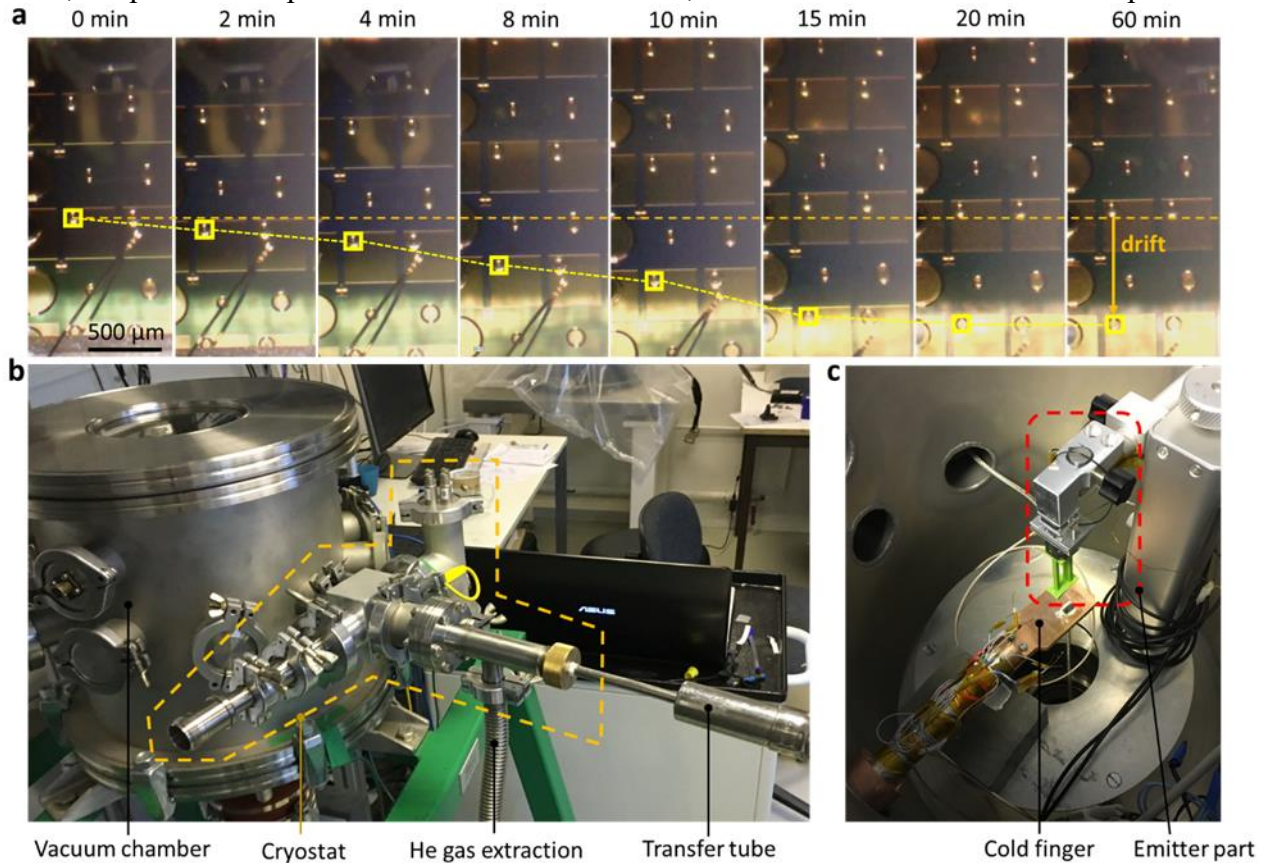 a
0 min 2 min 4 min 8 min 10 min 15 min 20 min 60 min
drift
500 μm
b
c
ASUS
Vacuum chamber Cryostat He gas extraction Transfer tube Cold finger Emitter part